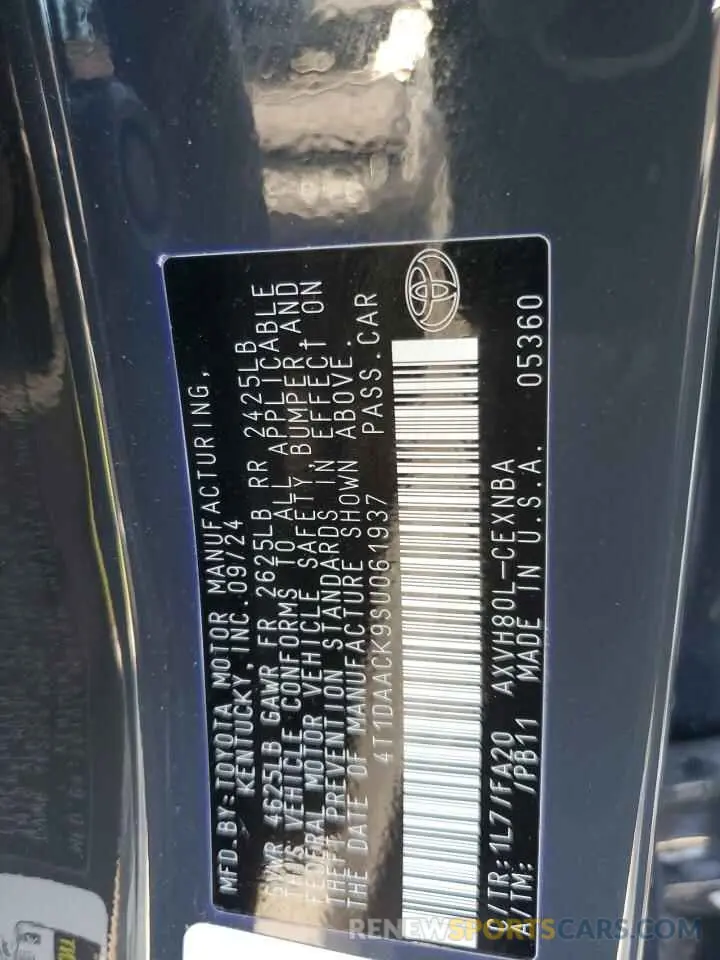 MFD. BY: TOYOTA MOTOR MANUFACTURING,
KENTUCKY, INC. 09/24
GVWR 4625LB GAWR FR 2625LB RR 2425LB
THIS VEHICLE CONFORMS TO ALL APPLICABLE
FEDERAL MOTOR VEHICLE SAFETY, BUMPER, AND
THEFT PREVENTION STANDARDS IN EFFECT ON
THE DATE OF MANUFACTURE SHOWN ABOVE.
4T1DAACK9SU061937 PASS.CAR
C/TR: 1L7/FA20 AXVH80L-CEXNBA 05360
A/TM: /PB11 MADE IN U.S.A.
RENEWSPORTSCARS.COM